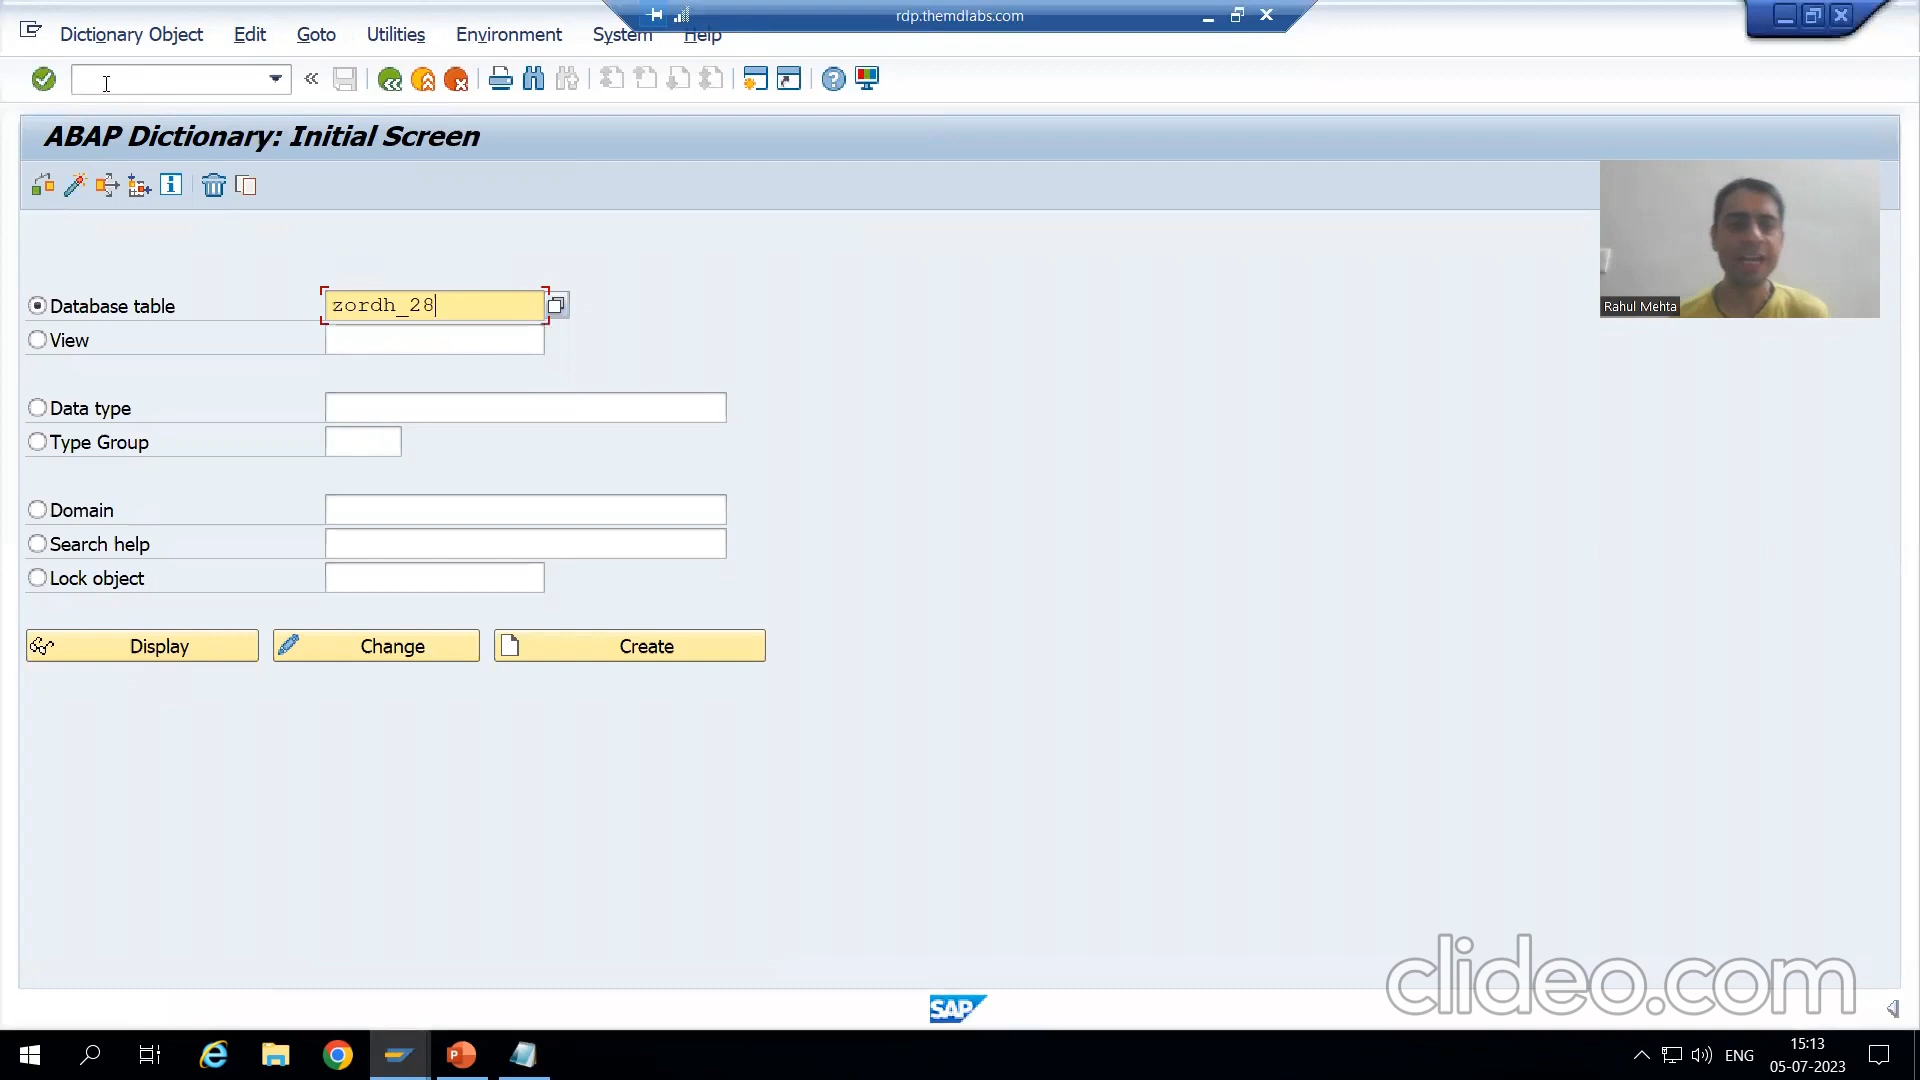 rdp.themdlabs.com
Dictionary Object Edit Goto Utilities Environment System Help
ABAP Dictionary: Initial Screen
Rahul Mehta
Database table zordh_28
View
Data type
Type Group
Domain
Search help
Lock object
Display Change Create
clideo.com
SAP
ENG
15:13
05-07-2023